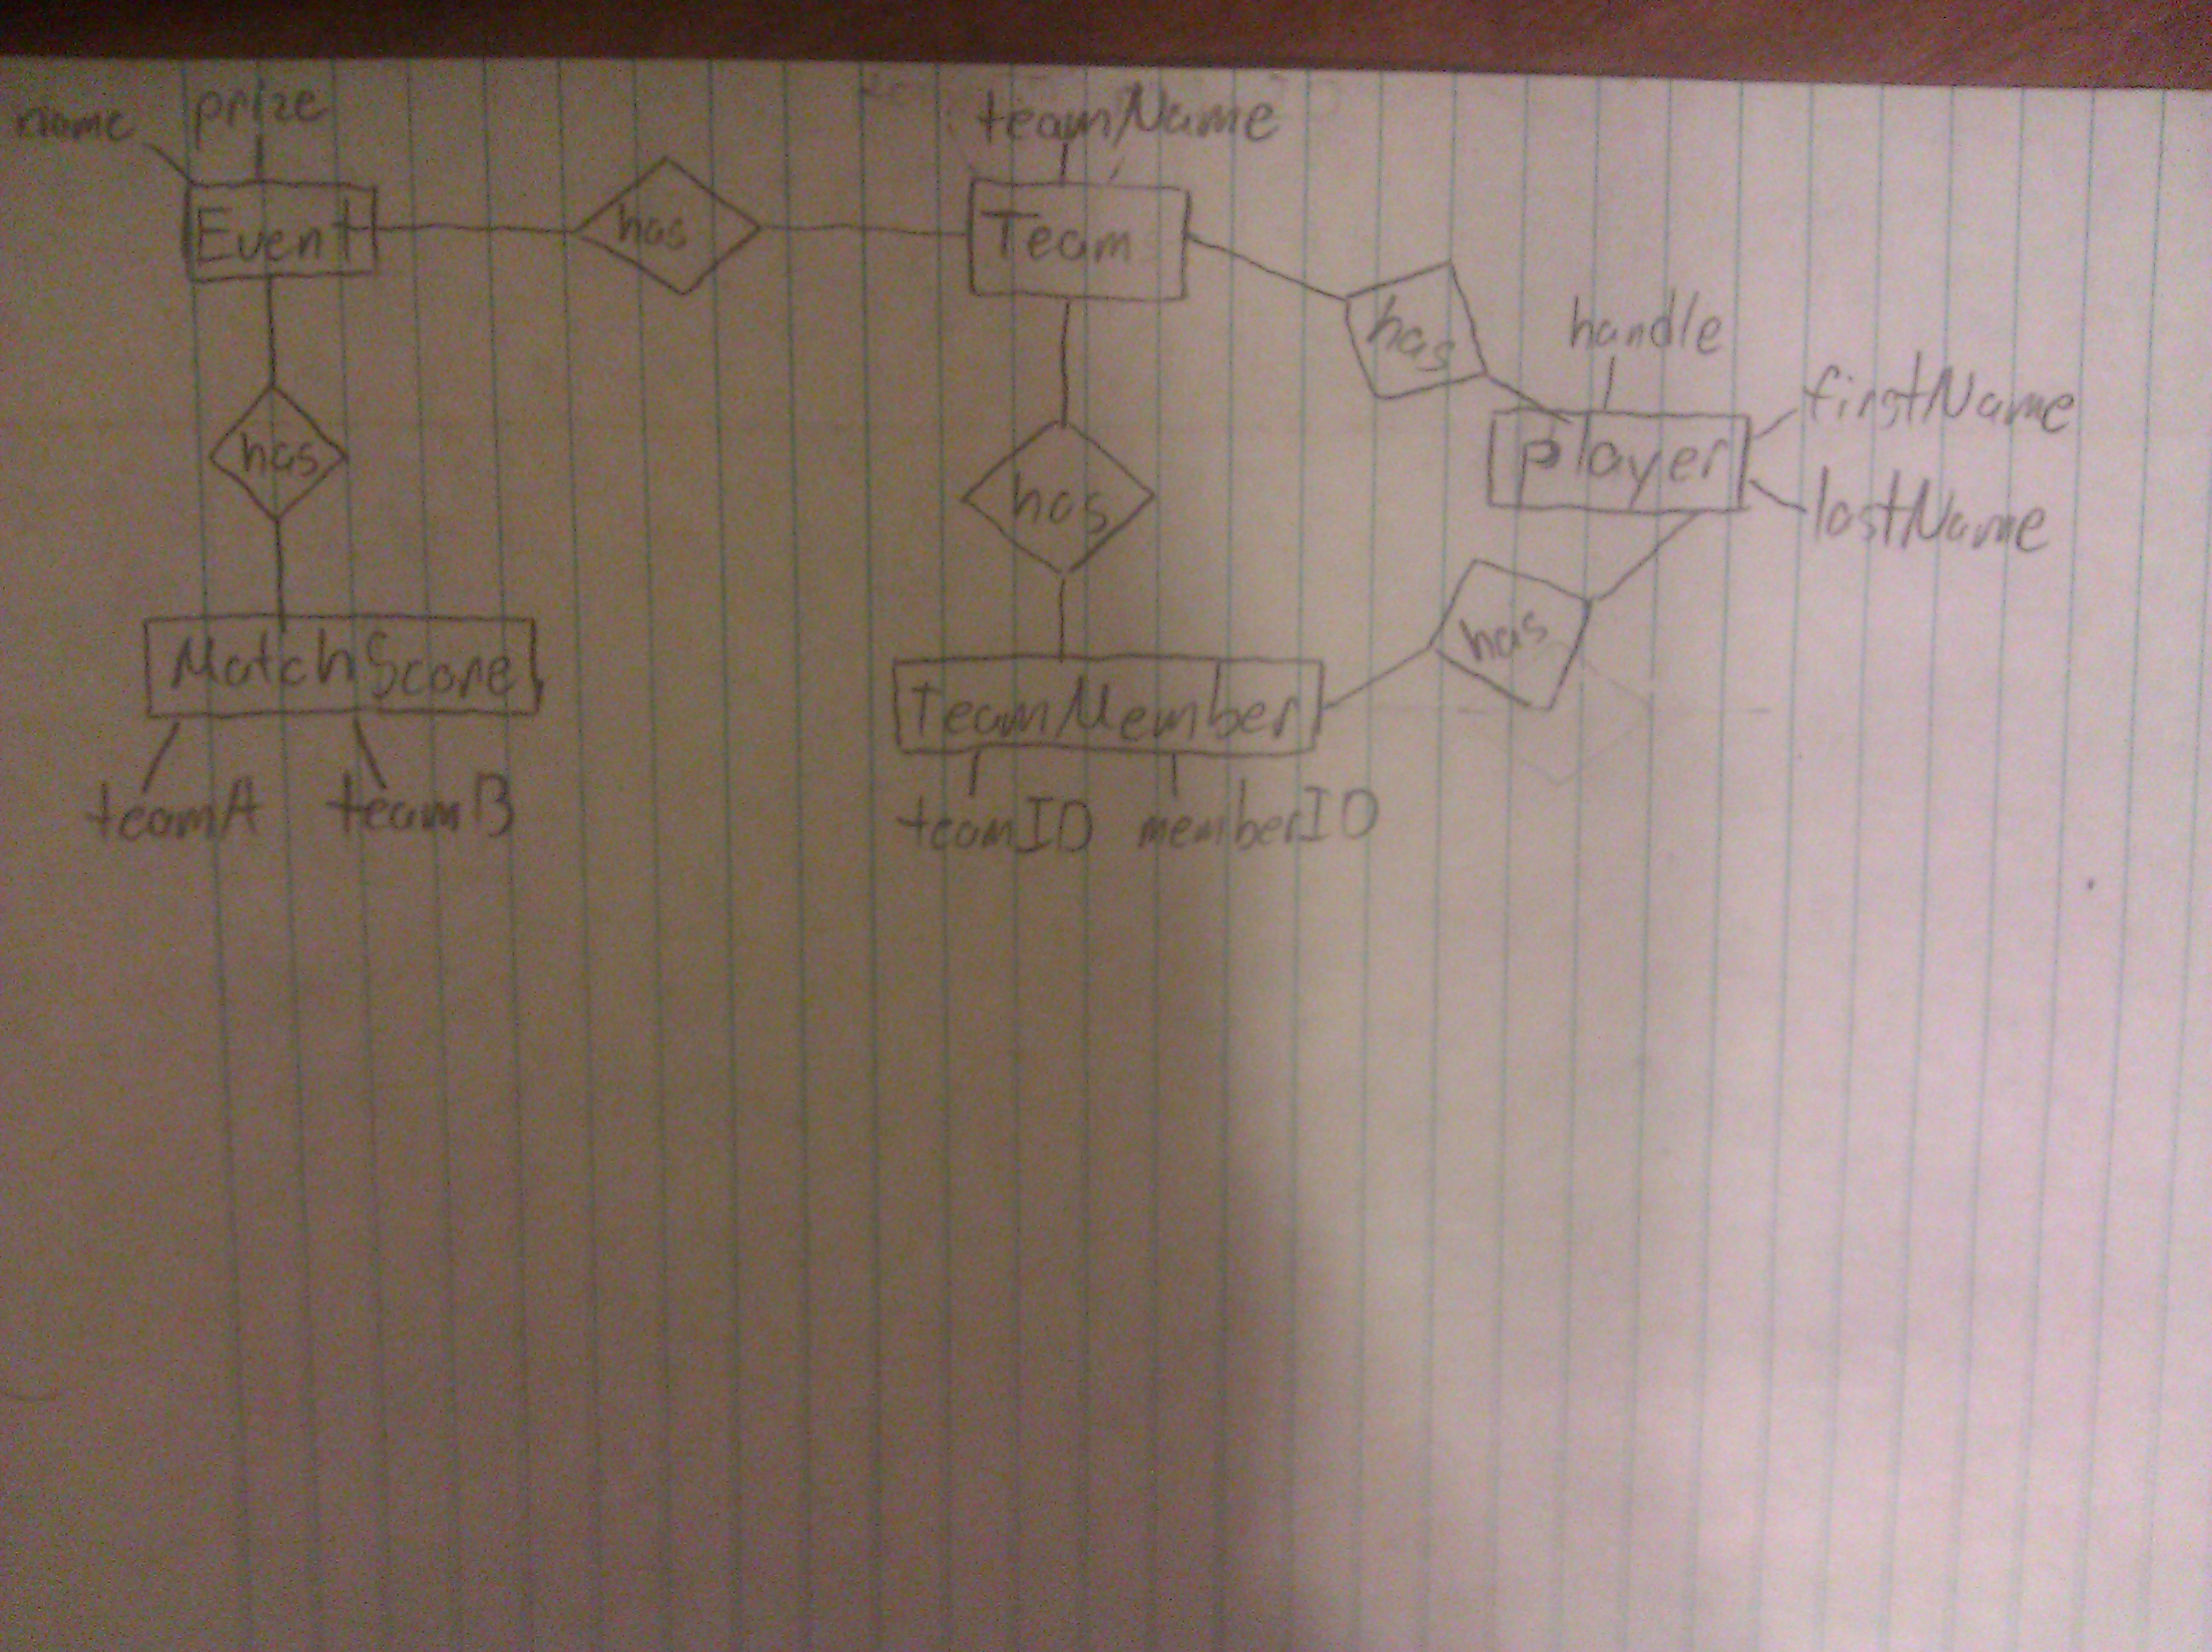 name prize teamName
Event has Team
has handle
firstName
has player
has lastName
has
MatchScore TeamMember
teamA teamB teamID memberID